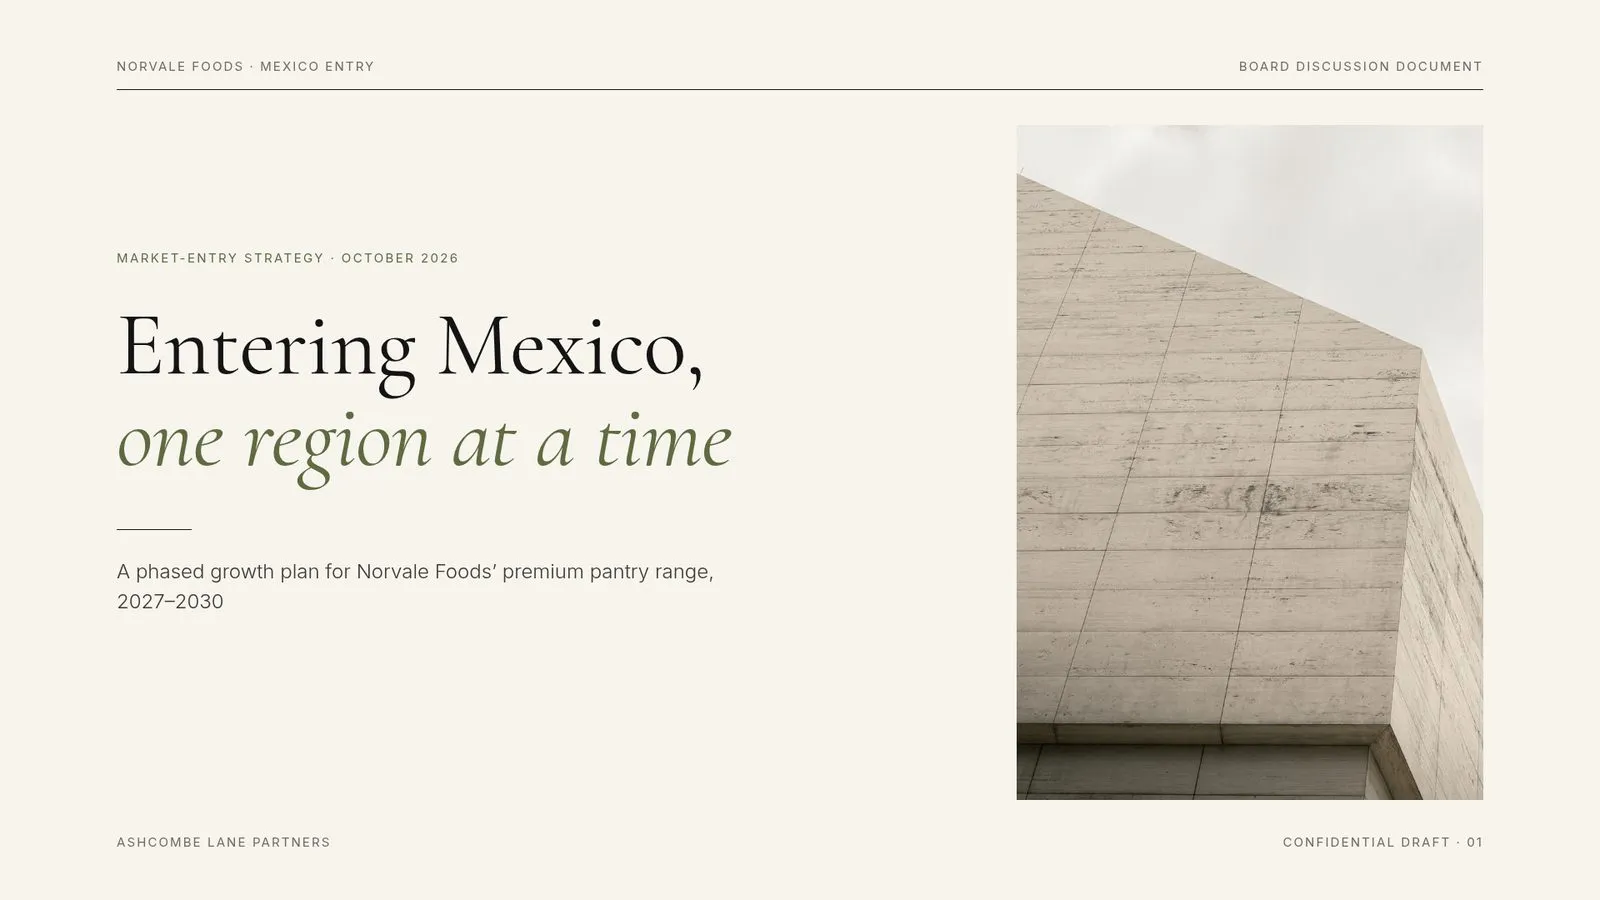 NORVALE FOODS · MEXICO ENTRY
BOARD DISCUSSION DOCUMENT
MARKET-ENTRY STRATEGY · OCTOBER 2026
Entering Mexico,
one region at a time
A phased growth plan for Norvale Foods’ premium pantry range,
2027–2030
ASHCOMBE LANE PARTNERS
CONFIDENTIAL DRAFT · 01